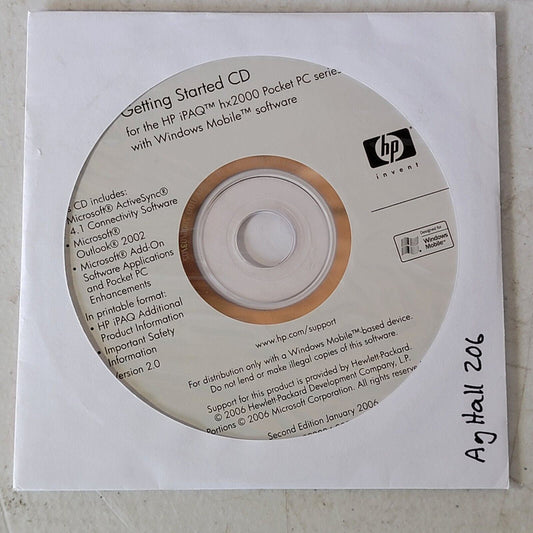 Getting Started CD
for the HP iPAQ™ hx2000 Pocket PC series
with Windows Mobile™ software
hp
invent
CD includes:
Microsoft® ActiveSync®
4.1 Connectivity Software
• Microsoft®
Outlook® 2002
• Microsoft® Add-On
Software Applications
and Pocket PC
Enhancements
In printable format:
• HP iPAQ Additional
Product Information
• Important Safety
Information
Version 2.0
Designed for
Windows
Mobile™
www.hp.com/support
For distribution only with a Windows Mobile™-based device.
Do not lend or make illegal copies of this software.
Support for this product is provided by Hewlett-Packard.
© 2006 Hewlett-Packard Development Company, L.P.
Portions © 2006 Microsoft Corporation. All rights reserved
Second Edition January 2006
Ag Hall 206